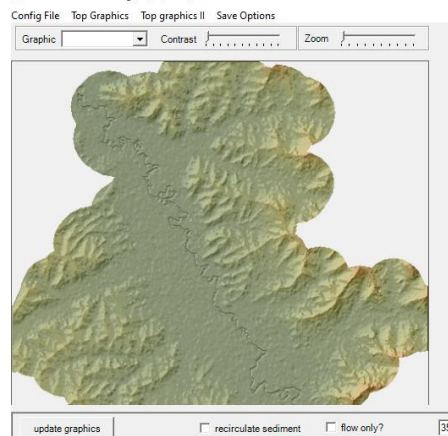 Config File Top Graphics Top graphics II Save Options
Graphic Contrast Zoom
update graphics recirculate sediment flow only?